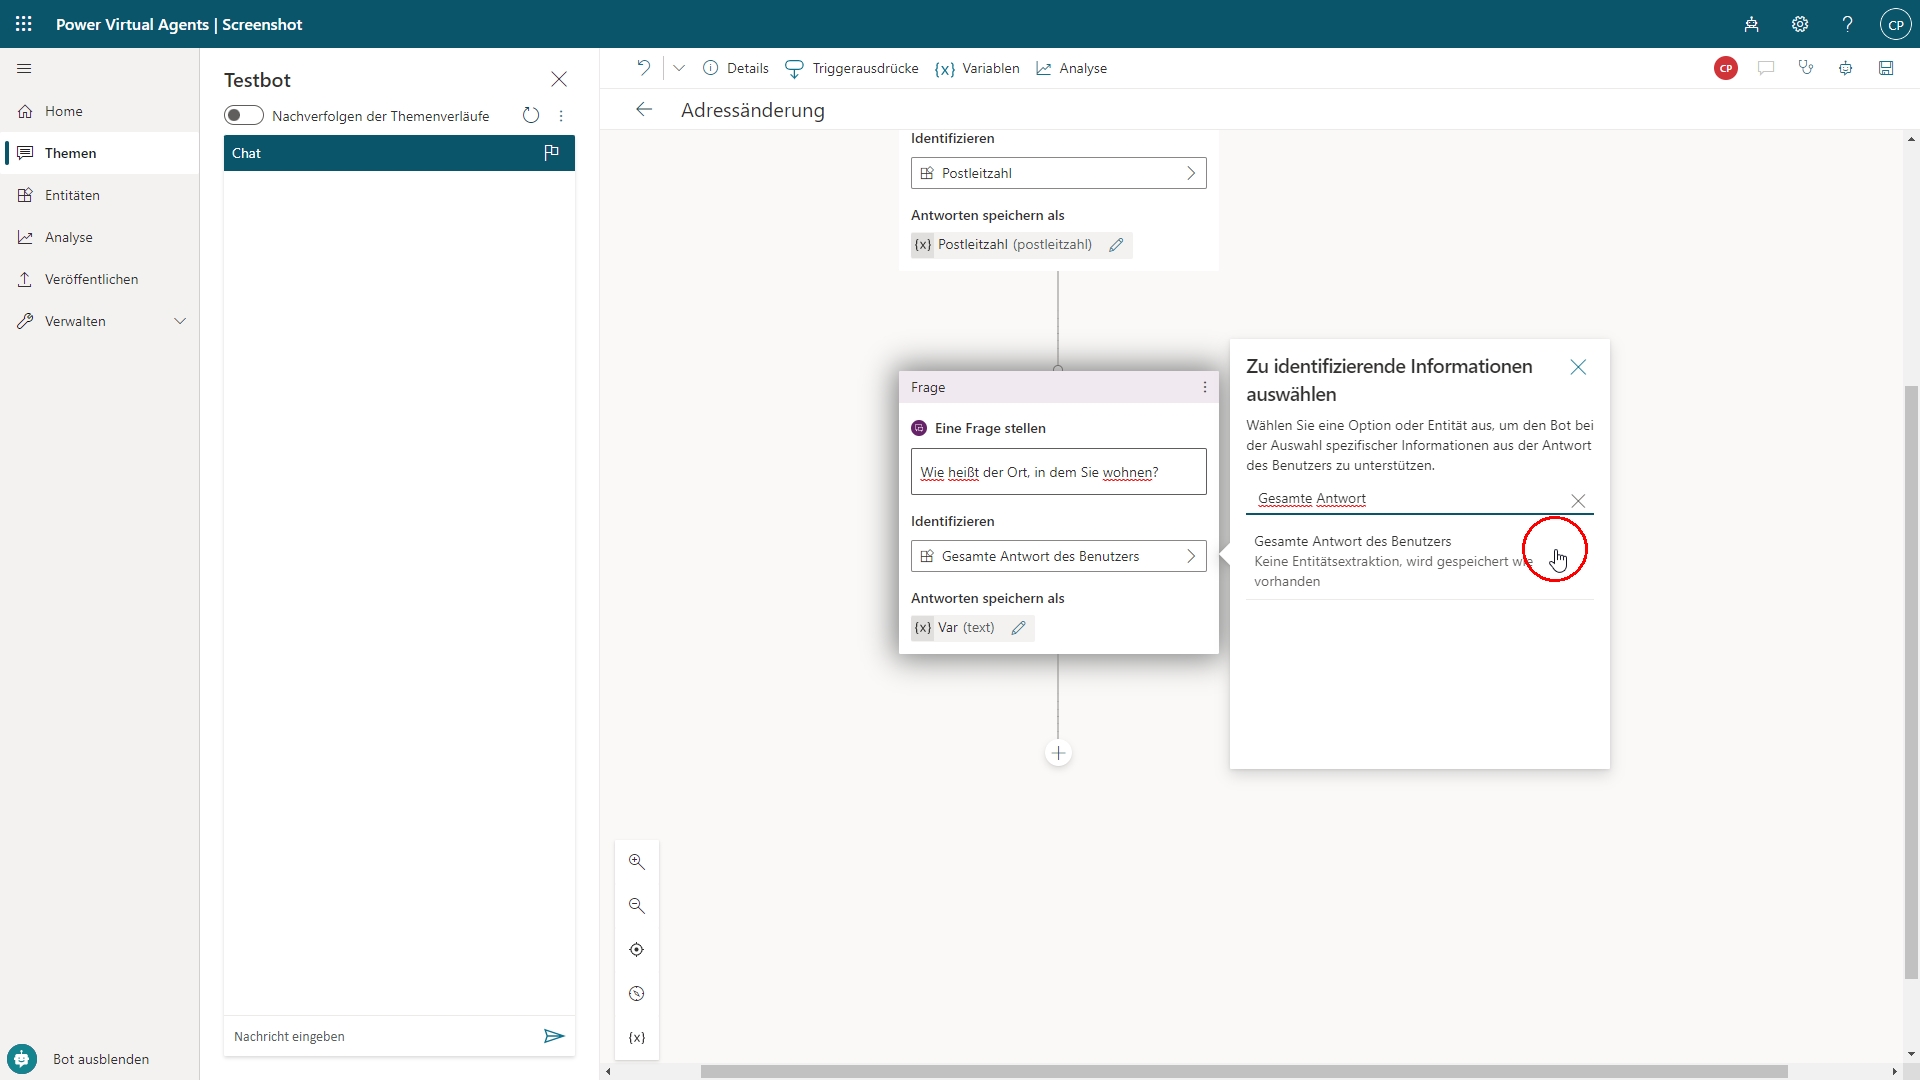 Power Virtual Agents | Screenshot
CP
Home
Themen
Entitäten
Analyse
Veröffentlichen
Verwalten
Bot ausblenden
Testbot
Nachverfolgen der Themenverläufe
Chat
Nachricht eingeben
Details
Triggerausdrücke
{x} Variablen
Analyse
CP
Adressänderung
Identifizieren
Postleitzahl
Antworten speichern als
{x} Postleitzahl (postleitzahl)
Frage
Eine Frage stellen
Wie heißt der Ort, in dem Sie wohnen?
Identifizieren
Gesamte Antwort des Benutzers
Antworten speichern als
{x} Var (text)
Zu identifizierende Informationen
auswählen
Wählen Sie eine Option oder Entität aus, um den Bot bei
der Auswahl spezifischer Informationen aus der Antwort
des Benutzers zu unterstützen.
Gesamte Antwort
Gesamte Antwort des Benutzers
Keine Entitätsextraktion, wird gespeichert wie
vorhanden
{x}